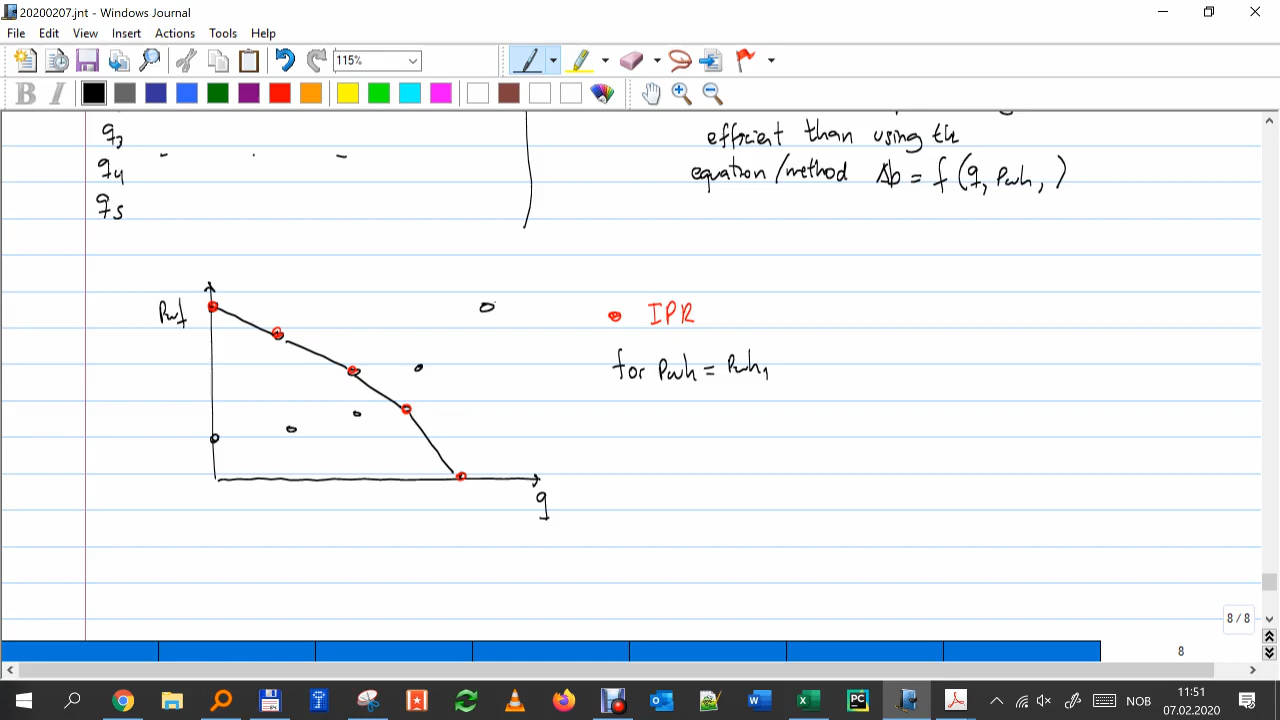 20200207.jnt - Windows Journal
File Edit View Insert Actions Tools Help
115%
B I
q3
q4
q5
efficient than using the
equation/method Δp = f(q, pwh, )
Pwf
IPR
for pwh = pwh1
q
8 / 8
8
NOB
11:51
07.02.2020